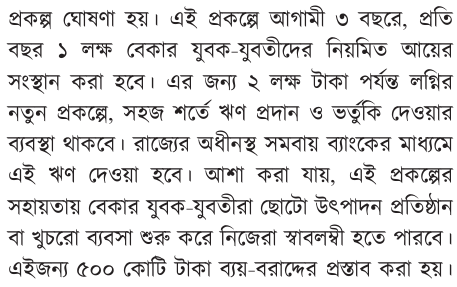 প্রকল্প ঘোষণা হয়। এই প্রকল্পে আগামী ৩ বছরে, প্রতি
বছর ১ লক্ষ বেকার যুবক-যুবতীদের নিয়মিত আয়ের
সংস্থান করা হবে। এর জন্য ২ লক্ষ টাকা পর্যন্ত লগ্নির
নতুন প্রকল্পে, সহজ শর্তে ঋণ প্রদান ও ভর্তুকি দেওয়ার
ব্যবস্থা থাকবে। রাজ্যের অধীনস্থ সমবায় ব্যাংকের মাধ্যমে
এই ঋণ দেওয়া হবে। আশা করা যায়, এই প্রকল্পের
সহায়তায় বেকার যুবক-যুবতীরা ছোটো উৎপাদন প্রতিষ্ঠান
বা খুচরো ব্যবসা শুরু করে নিজেরা স্বাবলম্বী হতে পারবে।
এইজন্য ৫০০ কোটি টাকা ব্যয়-বরাদ্দের প্রস্তাব করা হয়।